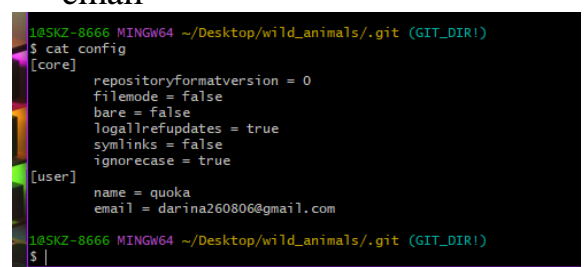 email
1@SKZ-8666 MINGW64 ~/Desktop/wild_animals/.git (GIT_DIR!)
$ cat config
[core]
        repositoryformatversion = 0
        filemode = false
        bare = false
        logallrefupdates = true
        symlinks = false
        ignorecase = true
[user]
        name = quoka
        email = darina260806@gmail.com
1@SKZ-8666 MINGW64 ~/Desktop/wild_animals/.git (GIT_DIR!)
$